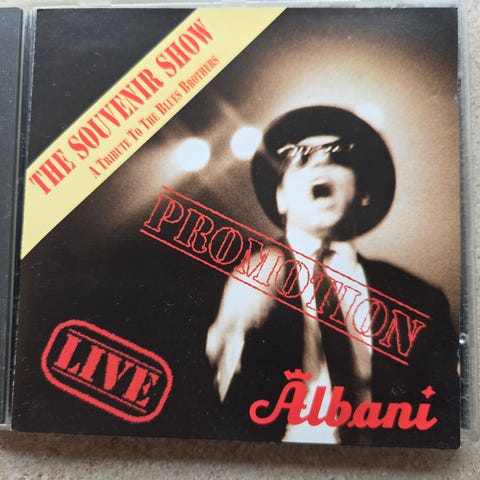 THE SOUVENIR SHOW
A TRIBUTE TO THE BLUES BROTHERS
PROMOTION
LIVE
Albani